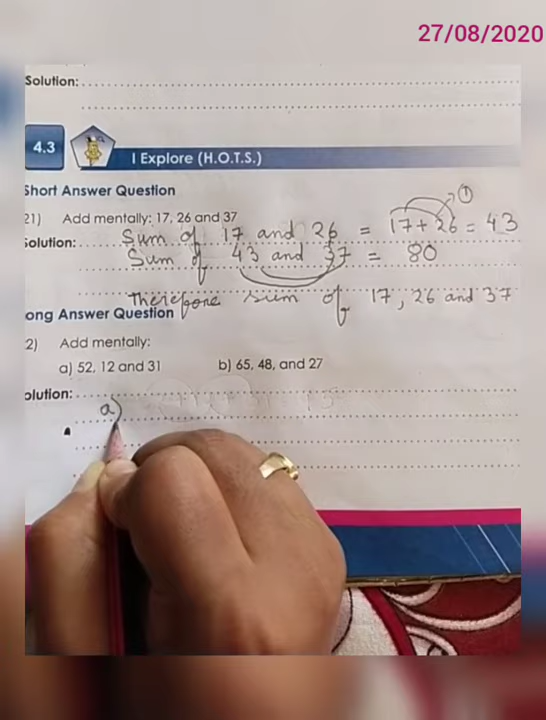 27/08/2020
Solution:
4.3
I Explore (H.O.T.S.)
Short Answer Question
21) Add mentally: 17, 26 and 37
Solution: Sum of 17 and 26 = 17+26 = 43
1
Sum of 43 and 37 = 80
Therefore sum of 17, 26 and 37
ong Answer Question
2) Add mentally:
a) 52, 12 and 31 b) 65, 48, and 27
olution:
a)